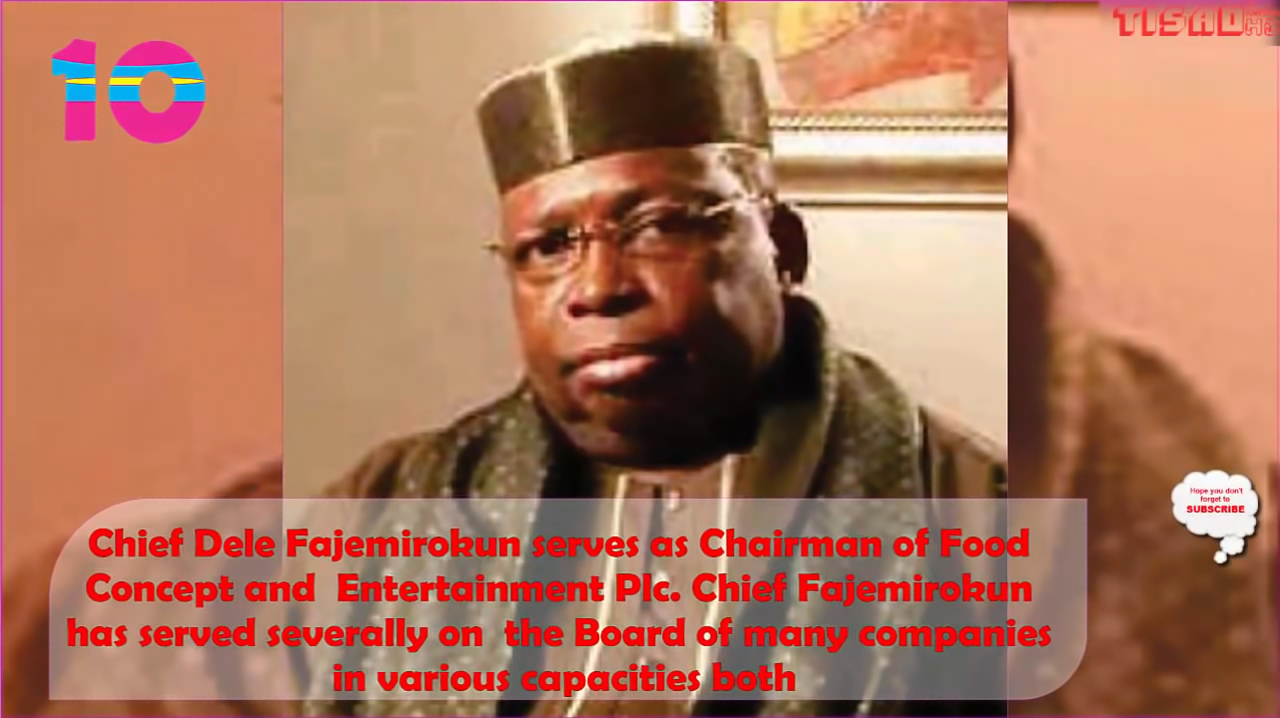 10
TISAD
Chief Dele Fajemirokun serves as Chairman of Food
Concept and Entertainment Plc. Chief Fajemirokun
has served severally on the Board of many companies
in various capacities both
Hope you don't
forget to
SUBSCRIBE